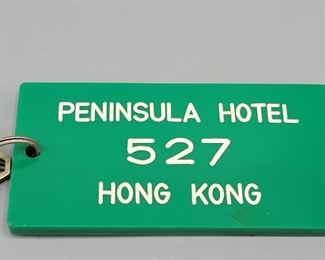 PENINSULA HOTEL
527
HONG KONG